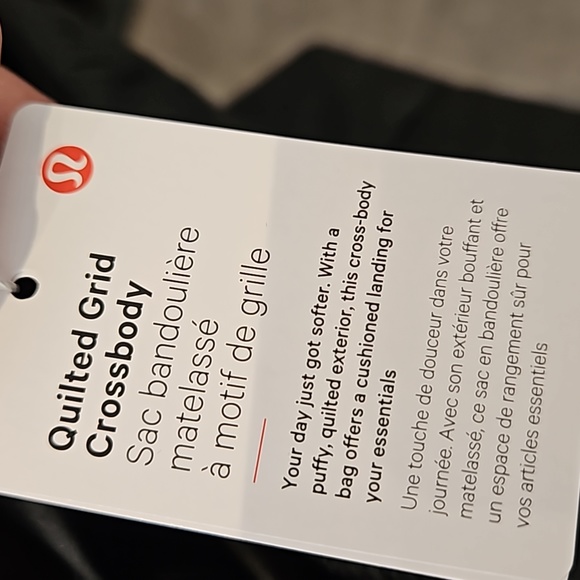 Quilted Grid
Crossbody
Sac bandoulière
matelassé
à motif de grille
Your day just got softer. With a
puffy, quilted exterior, this cross-body
bag offers a cushioned landing for
your essentials
Une touche de douceur dans votre
journée. Avec son extérieur bouffant et
matelassé, ce sac en bandoulière offre
un espace de rangement sûr pour
vos articles essentiels